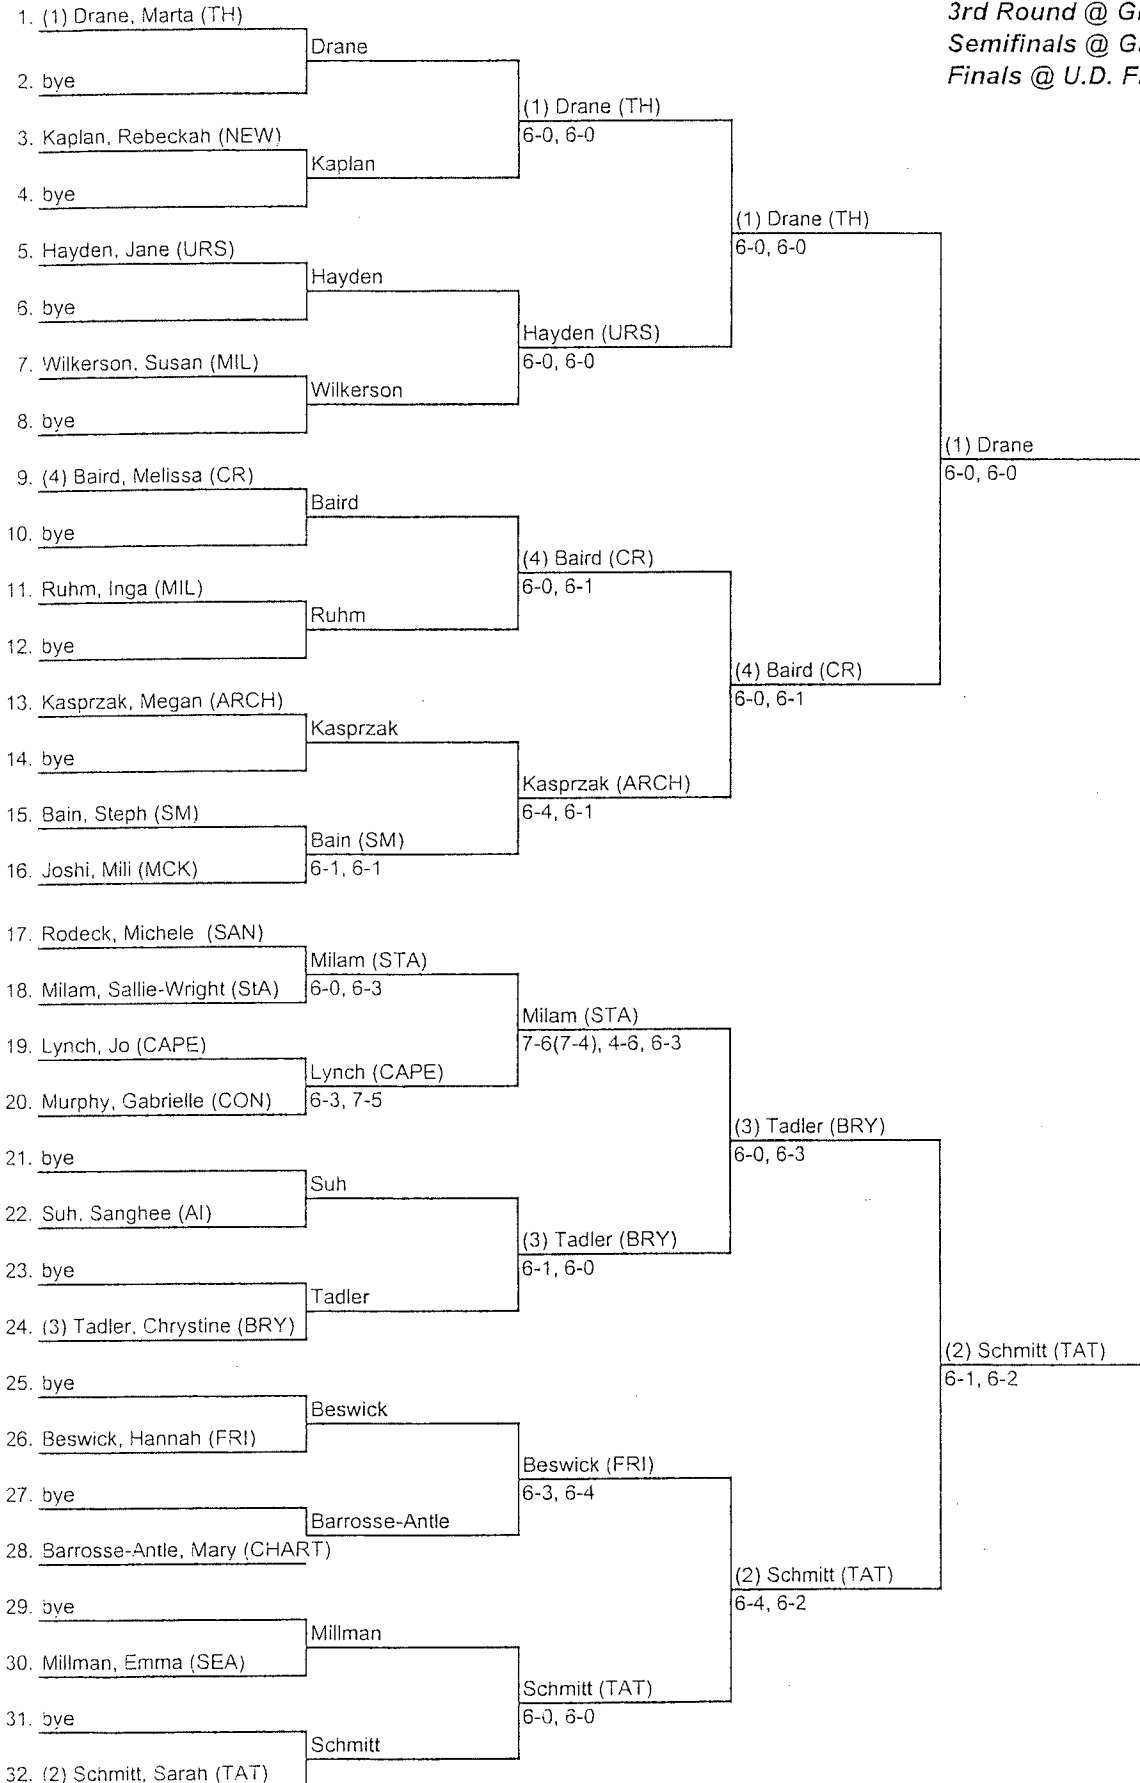 3rd Round @
Semifinals @
Finals @ U.D.
1. (1) Drane, Marta (TH)
2. bye
3. Kaplan, Rebeckah (NEW)
4. bye
5. Hayden, Jane (URS)
6. bye
7. Wilkerson, Susan (MIL)
8. bye
9. (4) Baird, Melissa (CR)
10. bye
11. Ruhm, Inga (MIL)
12. bye
13. Kasprzak, Megan (ARCH)
14. bye
15. Bain, Steph (SM)
16. Joshi, Mili (MCK)
17. Rodeck, Michele (SAN)
18. Milam, Sallie-Wright (StA)
19. Lynch, Jo (CAPE)
20. Murphy, Gabrielle (CON)
21. bye
22. Suh, Sanghee (AI)
23. bye
24. (3) Tadler, Chrystine (BRY)
25. bye
26. Beswick, Hannah (FRI)
27. bye
28. Barrosse-Antle, Mary (CHART)
29. bye
30. Millman, Emma (SEA)
31. bye
32. (2) Schmitt, Sarah (TAT)
Drane
Kaplan
Hayden
Wilkerson
Baird
Ruhm
Kasprzak
Bain (SM)
6-1, 6-1
Milam (STA)
6-0, 6-3
Lynch (CAPE)
6-3, 7-5
Suh
Tadler
Beswick
Barrosse-Antle
Millman
Schmitt
(1) Drane (TH)
6-0, 6-0
Hayden (URS)
6-0, 6-0
(4) Baird (CR)
6-0, 6-1
Kasprzak (ARCH)
6-4, 6-1
Milam (STA)
7-6(7-4), 4-6, 6-3
(3) Tadler (BRY)
6-1, 6-0
Beswick (FRI)
6-3, 6-4
Schmitt (TAT)
6-0, 6-0
(1) Drane (TH)
6-0, 6-0
(4) Baird (CR)
6-0, 6-1
(3) Tadler (BRY)
6-0, 6-3
(2) Schmitt (TAT)
6-4, 6-2
(1) Drane
6-0, 6-0
(2) Schmitt (TAT)
6-1, 6-2